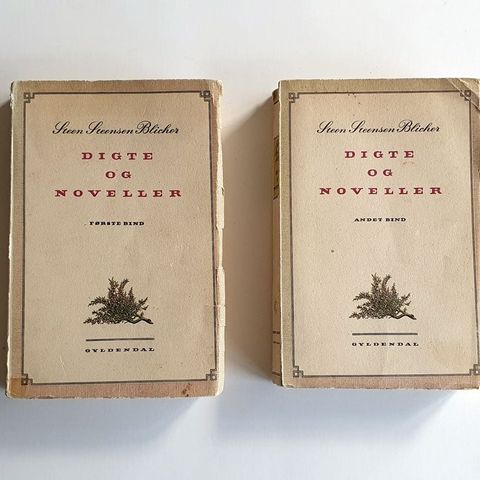 Steen Steensen Blicher
DIGTE
OG
NOVELLER
FØRSTE BIND
GYLDENDAL
Steen Steensen Blicher
DIGTE
OG
NOVELLER
ANDET BIND
GYLDENDAL